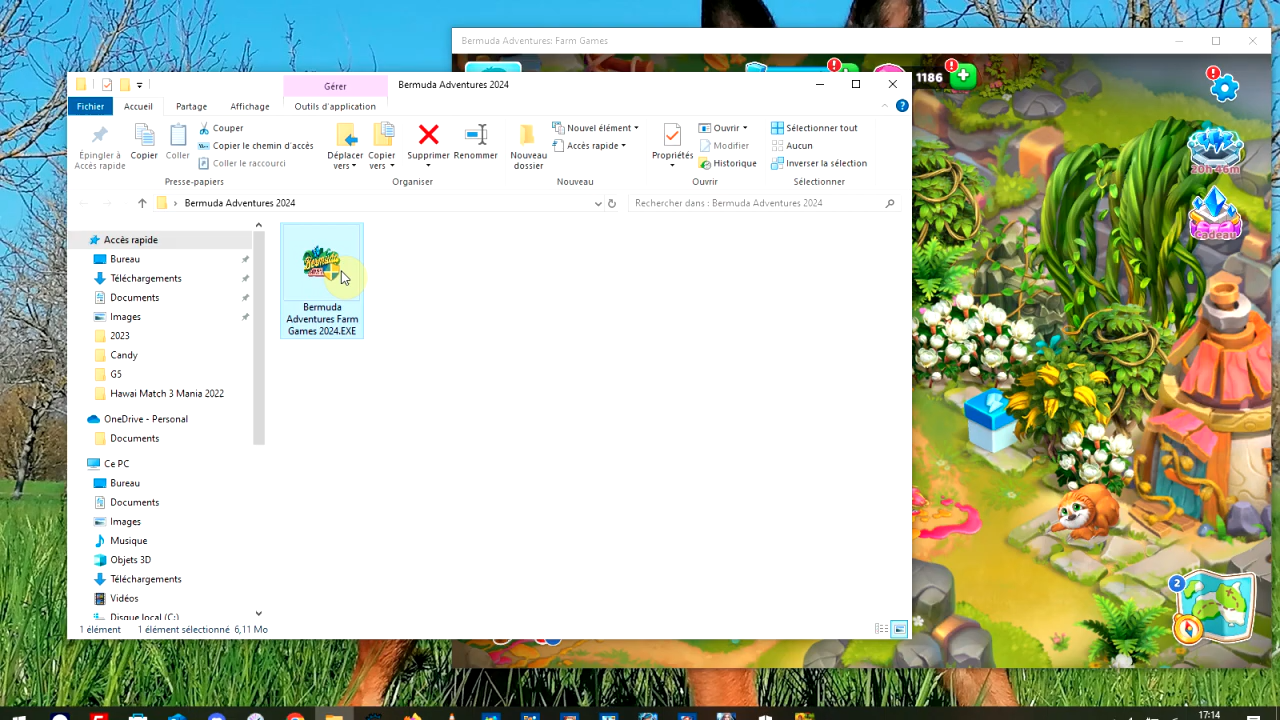 Bermuda Adventures: Farm Games
Gérer
Bermuda Adventures 2024
Fichier
Accueil
Partage
Affichage
Outils d'application
1186
20h 46m
Cadeau
Épingler à
Accès rapide
Copier
Coller
Couper
Copier le chemin d'accès
Coller le raccourci
Presse-papiers
Déplacer
vers
Copier
vers
Supprimer
Renommer
Organiser
Nouveau
dossier
Nouvel élément
Accès rapide
Nouveau
Propriétés
Ouvrir
Modifier
Historique
Ouvrir
Sélectionner tout
Aucun
Inverser la sélection
Sélectionner
Bermuda Adventures 2024
Rechercher dans : Bermuda Adventures 2024
Accès rapide
Bureau
Téléchargements
Documents
Images
2023
Candy
G5
Hawai Match 3 Mania 2022
OneDrive - Personal
Documents
Ce PC
Bureau
Documents
Images
Musique
Objets 3D
Téléchargements
Vidéos
Disque local (C:)
Bermuda
Bermuda
Adventures Farm
Games 2024.EXE
1 élément
1 élément sélectionné 6,11 Mo
2
17:14